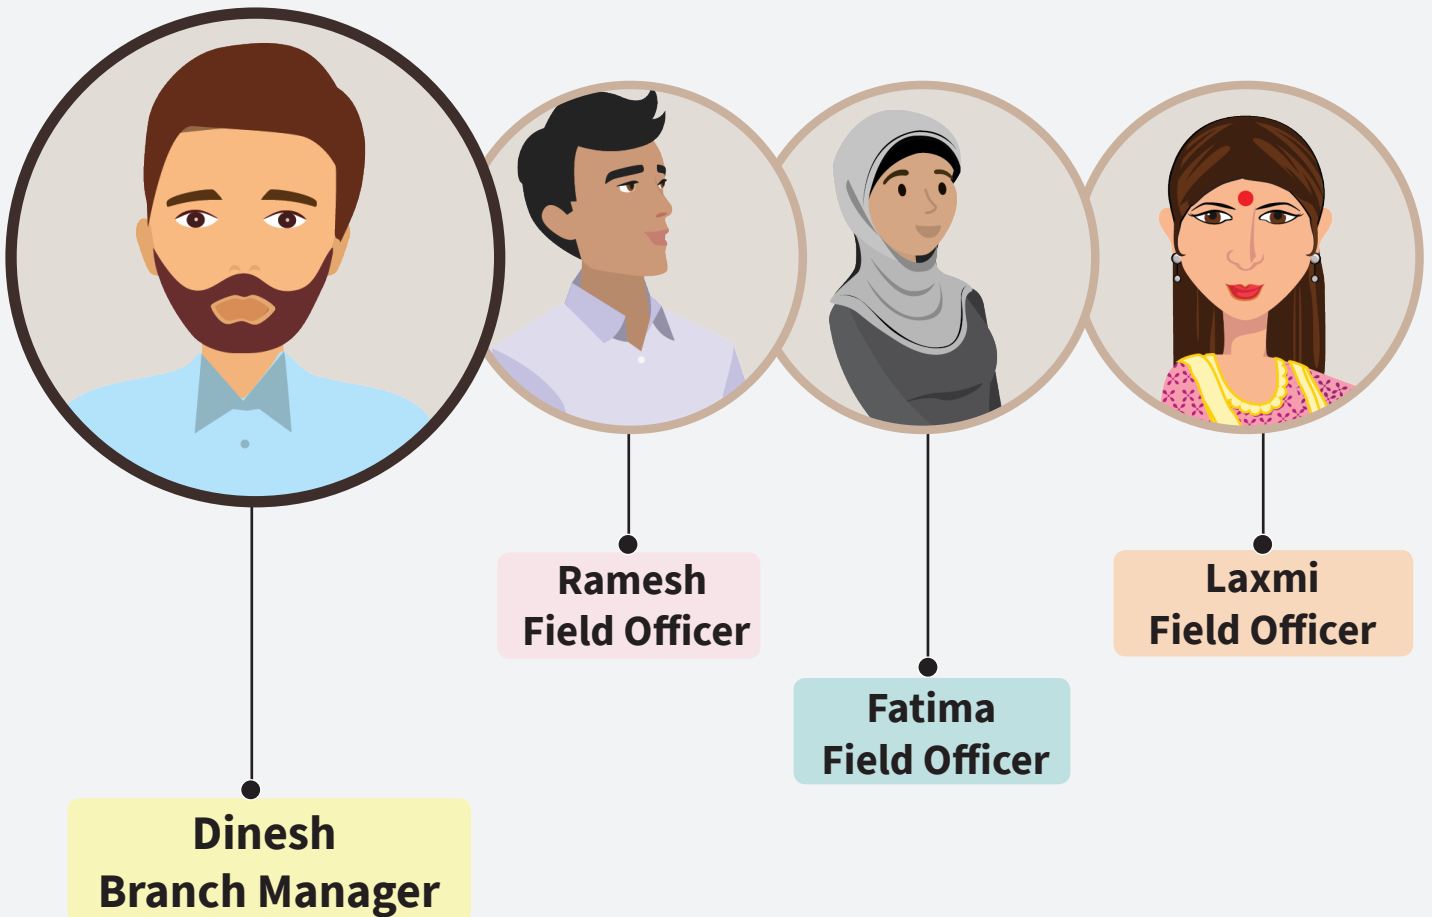 Ramesh
Field Officer
Laxmi
Field Officer
Fatima
Field Officer
Dinesh
Branch Manager